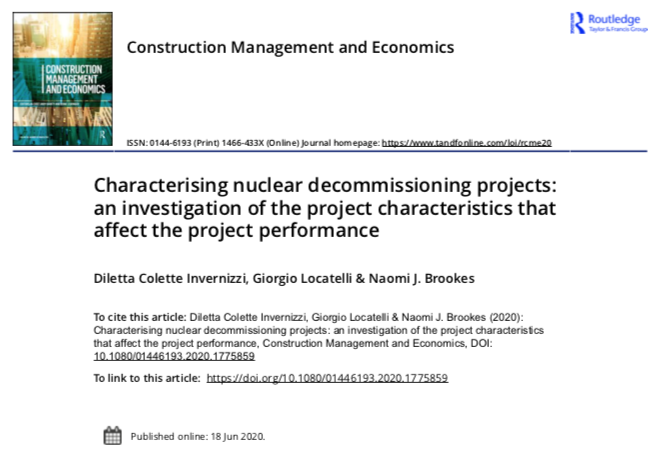 Routledge
Taylor & Francis Group
Construction Management and Economics
CONSTRUCTION
MANAGEMENT
AND ECONOMICS
ISSN: 0144-6193 (Print) 1466-433X (Online) Journal homepage: https://www.tandfonline.com/loi/rcme20
Characterising nuclear decommissioning projects:
an investigation of the project characteristics that
affect the project performance
Diletta Colette Invernizzi, Giorgio Locatelli & Naomi J. Brookes
To cite this article: Diletta Colette Invernizzi, Giorgio Locatelli & Naomi J. Brookes (2020):
Characterising nuclear decommissioning projects: an investigation of the project characteristics
that affect the project performance, Construction Management and Economics, DOI:
10.1080/01446193.2020.1775859
To link to this article: https://doi.org/10.1080/01446193.2020.1775859
Published online: 18 Jun 2020.